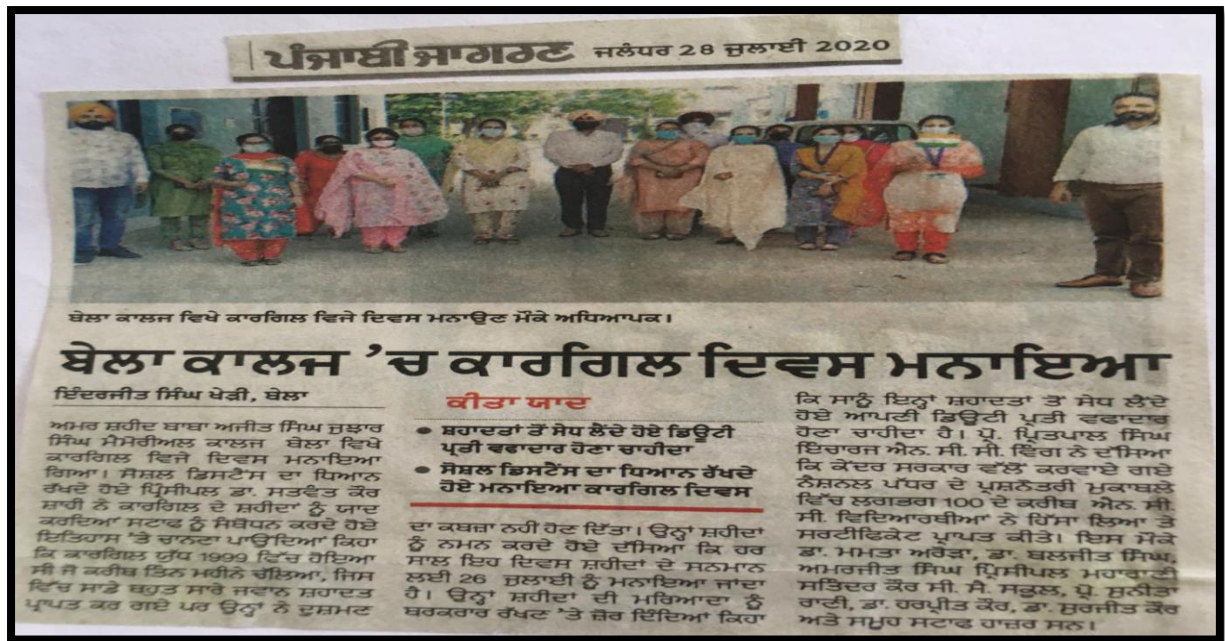 ਪੰਜਾਬੀ ਜਾਗਰਣ ਜਲੰਧਰ 28 ਜੁਲਾਈ 2020
ਬੇਲਾ ਕਾਲਜ ਵਿਖੇ ਕਾਰਗਿਲ ਵਿਜੇ ਦਿਵਸ ਮਨਾਉਣ ਮੌਕੇ ਅਧਿਆਪਕ।
ਬੇਲਾ ਕਾਲਜ ’ਚ ਕਾਰਗਿਲ ਦਿਵਸ ਮਨਾਇਆ
ਇੰਦਰਜੀਤ ਸਿੰਘ ਖੇੜੀ, ਬੇਲਾ
ਅਮਰ ਸ਼ਹੀਦ ਬਾਬਾ ਅਜੀਤ ਸਿੰਘ ਜੁਝਾਰ
ਸਿੰਘ ਮੈਮੋਰੀਅਲ ਕਾਲਜ ਬੇਲਾ ਵਿਖੇ
ਕਾਰਗਿਲ ਵਿਜੇ ਦਿਵਸ ਮਨਾਇਆ
ਗਿਆ। ਸੋਸ਼ਲ ਡਿਸਟੈਂਸ ਦਾ ਧਿਆਨ
ਰੱਖਦੇ ਹੋਏ ਪ੍ਰਿੰਸੀਪਲ ਡਾ. ਸਤਵੰਤ ਕੌਰ
ਸ਼ਾਹੀ ਨੇ ਕਾਰਗਿਲ ਦੇ ਸ਼ਹੀਦਾਂ ਨੂੰ ਯਾਦ
ਕਰਦਿਆਂ ਸਟਾਫ ਨੂੰ ਸੰਬੋਧਨ ਕਰਦੇ ਹੋਏ
ਇਤਿਹਾਸ ’ਤੇ ਚਾਨਣਾ ਪਾਉਂਦਿਆਂ ਕਿਹਾ
ਕਿ ਕਾਰਗਿਲ ਯੁੱਧ 1999 ਵਿੱਚ ਹੋਇਆ
ਸੀ ਜੋ ਕਰੀਬ ਤਿੰਨ ਮਹੀਨੇ ਚੱਲਿਆ, ਜਿਸ
ਵਿੱਚ ਸਾਡੇ ਬਹੁਤ ਸਾਰੇ ਜਵਾਨ ਸ਼ਹਾਦਤ
ਪ੍ਰਾਪਤ ਕਰ ਗਏ ਪਰ ਉਨ੍ਹਾਂ ਨੇ ਦੁਸ਼ਮਣ
ਕੀਤਾ ਯਾਦ
● ਸ਼ਹਾਦਤਾਂ ਤੋਂ ਸੇਧ ਲੈਂਦੇ ਹੋਏ ਡਿਊਟੀ
ਪ੍ਰਤੀ ਵਫਾਦਾਰ ਹੋਣਾ ਚਾਹੀਦਾ
● ਸੋਸ਼ਲ ਡਿਸਟੈਂਸ ਦਾ ਧਿਆਨ ਰੱਖਦੇ
ਹੋਏ ਮਨਾਇਆ ਕਾਰਗਿਲ ਦਿਵਸ
ਦਾ ਕਬਜ਼ਾ ਨਹੀਂ ਹੋਣ ਦਿੱਤਾ। ਉਨ੍ਹਾਂ ਸ਼ਹੀਦਾਂ
ਨੂੰ ਨਮਨ ਕਰਦੇ ਹੋਏ ਦੱਸਿਆ ਕਿ ਹਰ
ਸਾਲ ਇਹ ਦਿਵਸ ਸ਼ਹੀਦਾਂ ਦੇ ਸਨਮਾਨ
ਲਈ 26 ਜੁਲਾਈ ਨੂੰ ਮਨਾਇਆ ਜਾਂਦਾ
ਹੈ। ਉਨ੍ਹਾਂ ਸ਼ਹੀਦਾਂ ਦੀ ਮਰਿਆਦਾ ਨੂੰ
ਬਰਕਰਾਰ ਰੱਖਣ ’ਤੇ ਜ਼ੋਰ ਦਿੰਦਿਆਂ ਕਿਹਾ
ਕਿ ਸਾਨੂੰ ਇਨ੍ਹਾਂ ਸ਼ਹਾਦਤਾਂ ਤੋਂ ਸੇਧ ਲੈਂਦੇ
ਹੋਏ ਆਪਣੀ ਡਿਊਟੀ ਪ੍ਰਤੀ ਵਫਾਦਾਰ
ਹੋਣਾ ਚਾਹੀਦਾ ਹੈ। ਪ੍ਰੋ. ਪ੍ਰਿਤਪਾਲ ਸਿੰਘ
ਇੰਚਾਰਜ ਐਨ. ਸੀ. ਸੀ. ਵਿੰਗ ਨੇ ਦੱਸਿਆ
ਕਿ ਕੇਂਦਰ ਸਰਕਾਰ ਵੱਲੋਂ ਕਰਵਾਏ ਗਏ
ਨੈਸ਼ਨਲ ਪੱਧਰ ਦੇ ਪ੍ਰਸ਼ਨੋਤਰੀ ਮੁਕਾਬਲੇ
ਵਿੱਚ ਲਗਭਗ 100 ਦੇ ਕਰੀਬ ਐਨ. ਸੀ.
ਸੀ. ਵਿਦਿਆਰਥੀਆਂ ਨੇ ਹਿੱਸਾ ਲਿਆ ਤੇ
ਸਰਟੀਫਿਕੇਟ ਪ੍ਰਾਪਤ ਕੀਤੇ। ਇਸ ਮੌਕੇ
ਡਾ. ਮਮਤਾ ਅਰੋੜਾ, ਡਾ. ਬਲਜੀਤ ਸਿੰਘ,
ਅਮਰਜੀਤ ਸਿੰਘ ਪ੍ਰਿੰਸੀਪਲ ਮਹਾਰਾਣੀ
ਸਤਿੰਦਰ ਕੌਰ ਸੀ. ਸੈ. ਸਕੂਲ, ਪ੍ਰੋ. ਸੁਨੀਤਾ
ਰਾਣੀ, ਡਾ. ਹਰਪ੍ਰੀਤ ਕੌਰ, ਡਾ. ਸੁਰਜੀਤ ਕੌਰ
ਅਤੇ ਸਮੂਹ ਸਟਾਫ ਹਾਜ਼ਰ ਸਨ।